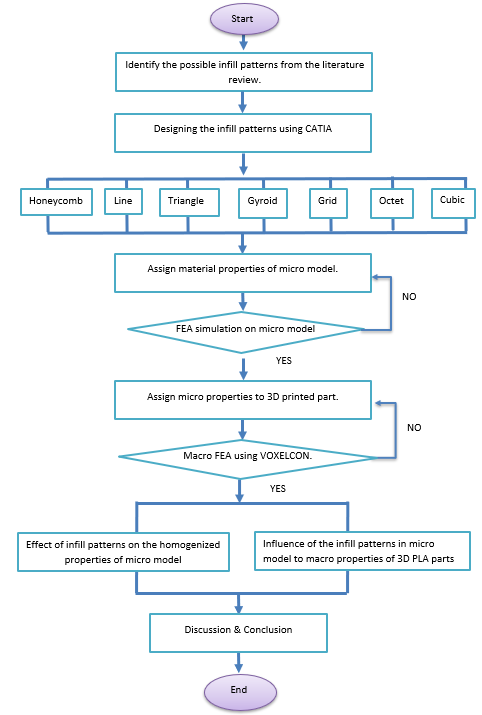 Start
Identify the possible infill patterns from the literature
review.
Designing the infill patterns using CATIA
Honeycomb
Line
Triangle
Gyroid
Grid
Octet
Cubic
Assign material properties of micro model.
NO
FEA simulation on micro model
YES
Assign micro properties to 3D printed part.
NO
Macro FEA using VOXELCON.
YES
Effect of infill patterns on the homogenized
properties of micro model
Influence of the infill patterns in micro
model to macro properties of 3D PLA parts
Discussion & Conclusion
End